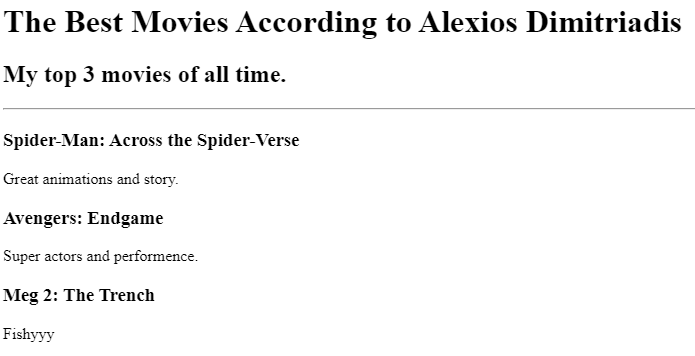 The Best Movies According to Alexios Dimitriadis
My top 3 movies of all time.
Spider-Man: Across the Spider-Verse
Great animations and story.
Avengers: Endgame
Super actors and performence.
Meg 2: The Trench
Fishyyy